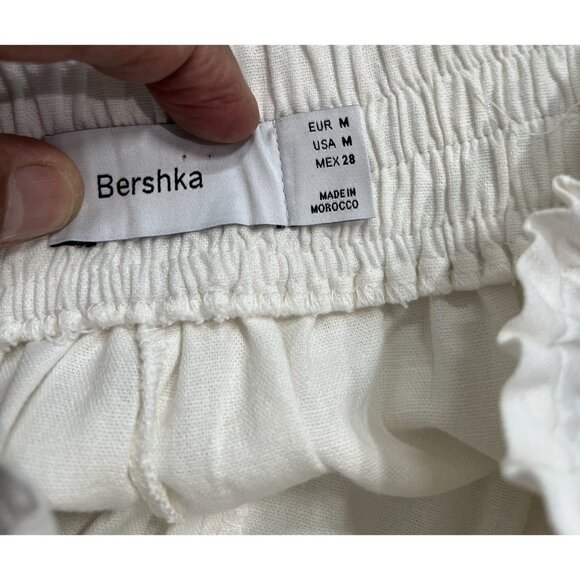 Bershka
EUR M
USA M
MEX 28
MADE IN
MOROCCO